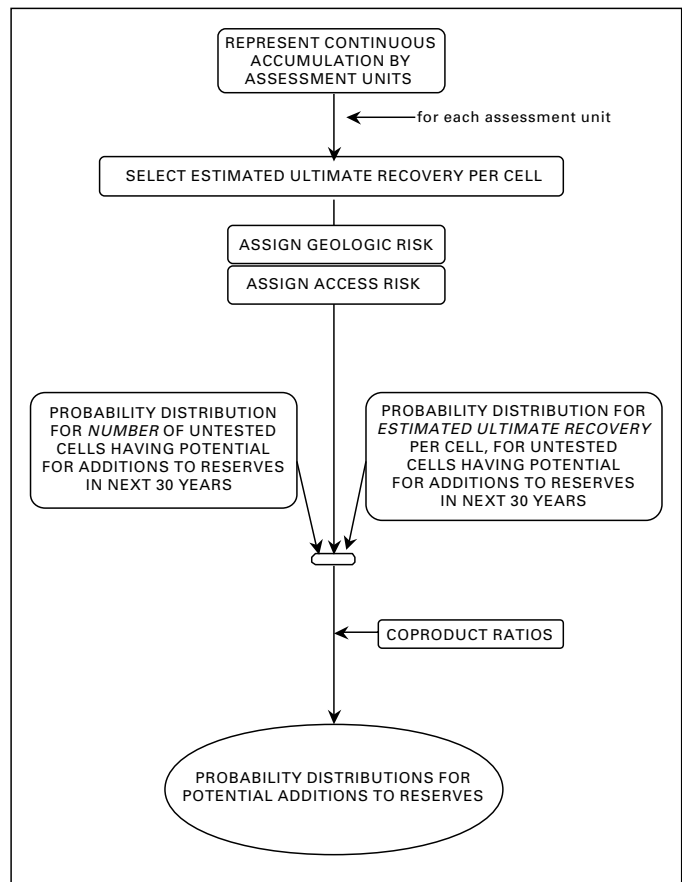 REPRESENT CONTINUOUS
ACCUMULATION BY
ASSESSMENT UNITS
for each assessment unit
SELECT ESTIMATED ULTIMATE RECOVERY PER CELL
ASSIGN GEOLOGIC RISK
ASSIGN ACCESS RISK
PROBABILITY DISTRIBUTION
FOR NUMBER OF UNTESTED
CELLS HAVING POTENTIAL
FOR ADDITIONS TO RESERVES
IN NEXT 30 YEARS
PROBABILITY DISTRIBUTION FOR
ESTIMATED ULTIMATE RECOVERY
PER CELL, FOR UNTESTED
CELLS HAVING POTENTIAL
FOR ADDITIONS TO RESERVES
IN NEXT 30 YEARS
COPRODUCT RATIOS
PROBABILITY DISTRIBUTIONS FOR
POTENTIAL ADDITIONS TO RESERVES